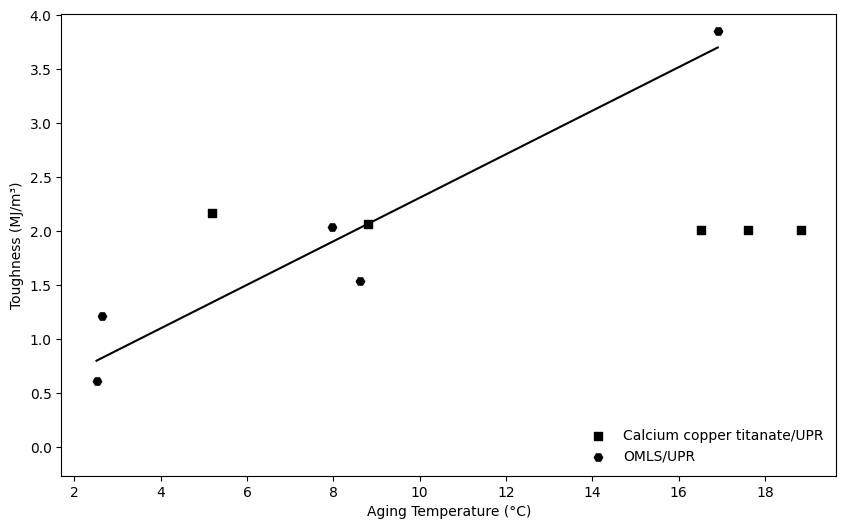 4.0
3.5
3.0
2.5
2.0
1.5
1.0
0.5
0.0
Toughness (MJ/m³)
Calcium copper titanate/UPR
OMLS/UPR
2 4 6 8 10 12 14 16 18
Aging Temperature (°C)